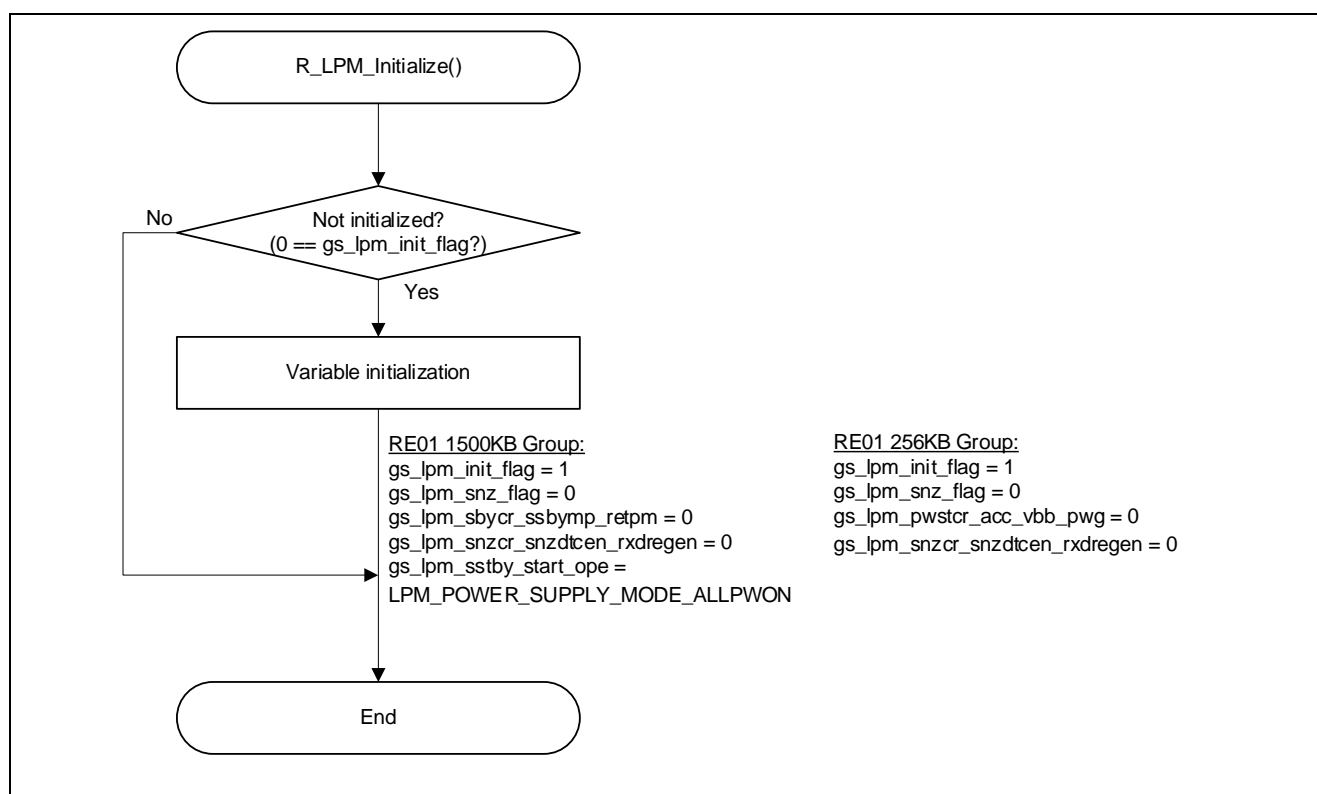 R_LPM_Initialize()
Not initialized?
(0 == gs_lpm_init_flag?)
No
Yes
Variable initialization
RE01 1500KB Group:
gs_lpm_init_flag = 1
gs_lpm_snz_flag = 0
gs_lpm_sbycr_ssbymp_retpm = 0
gs_lpm_snzcr_snzdtcen_rxdregen = 0
gs_lpm_sstby_start_ope =
LPM_POWER_SUPPLY_MODE_ALLPWON
RE01 256KB Group:
gs_lpm_init_flag = 1
gs_lpm_snz_flag = 0
gs_lpm_pwstcr_acc_vbb_pwg = 0
gs_lpm_snzcr_snzdtcen_rxdregen = 0
End